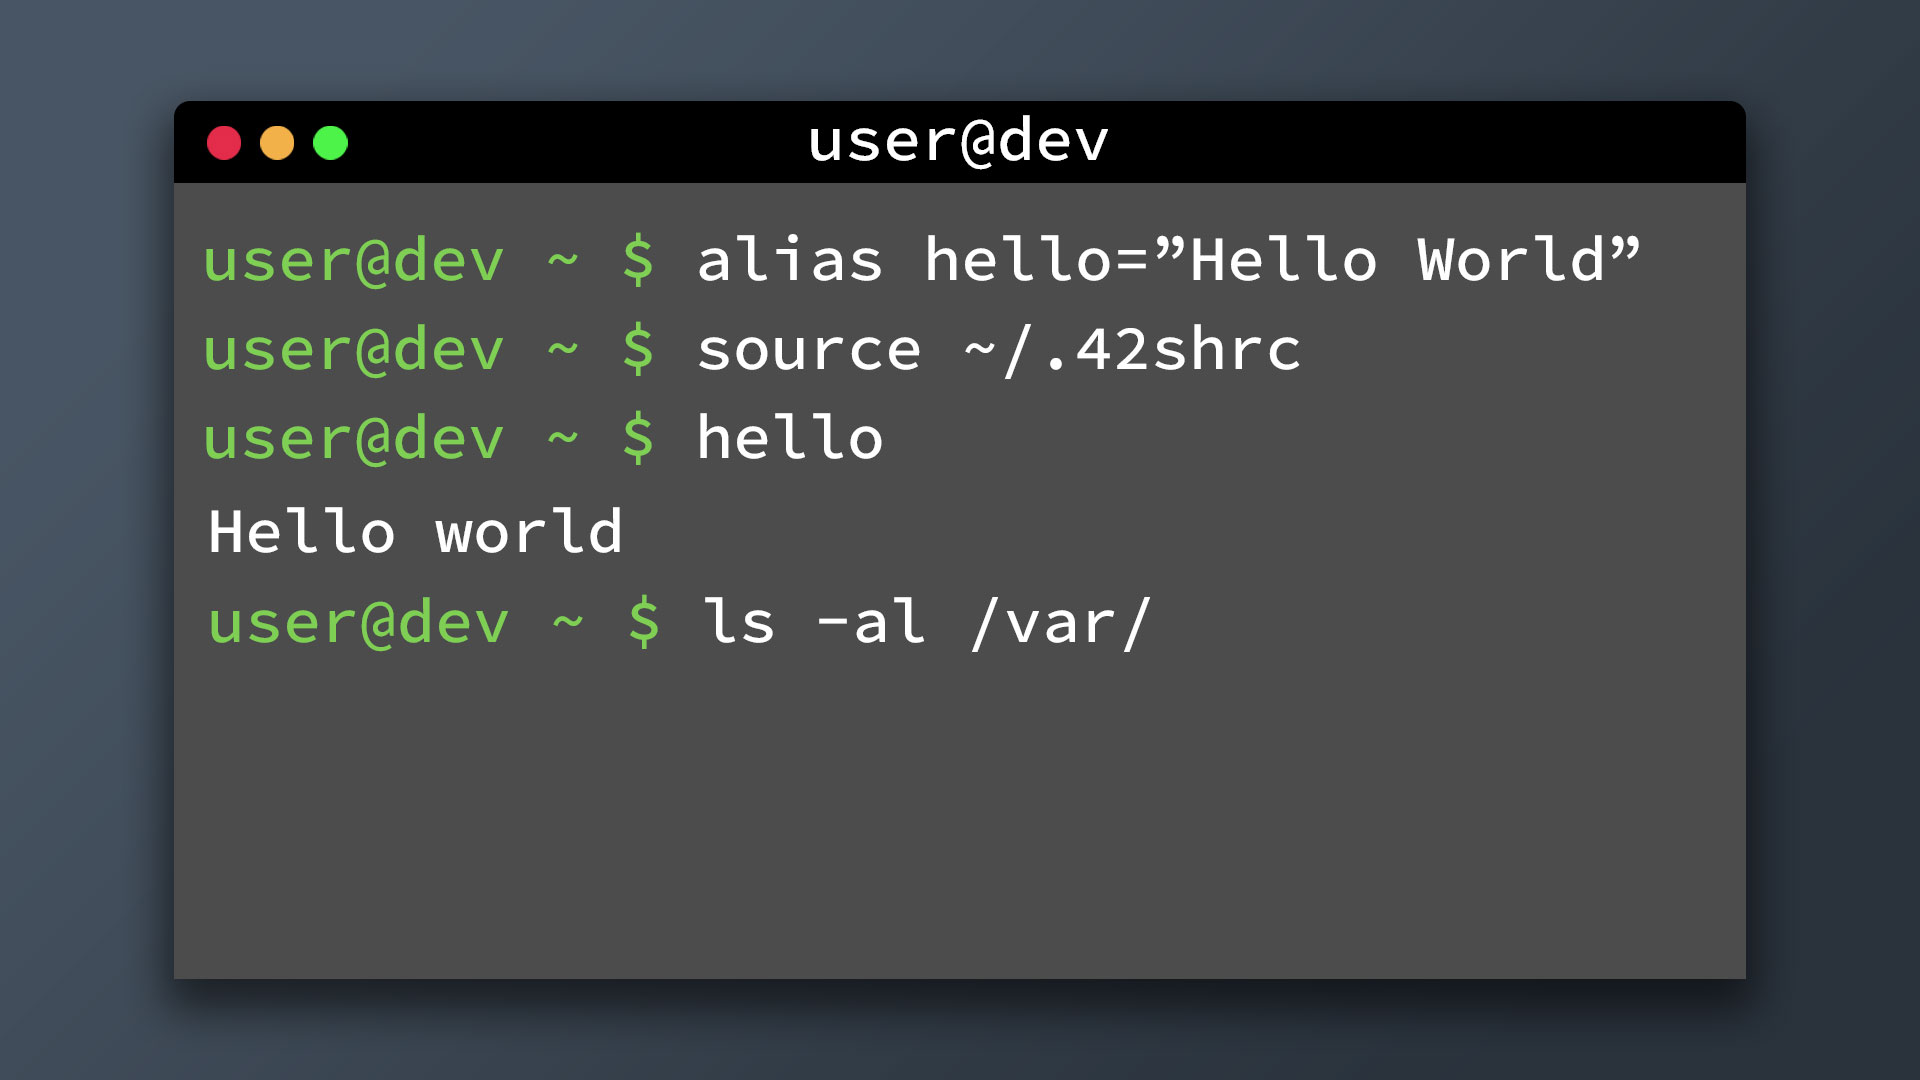 user@dev
user@dev ~ $ alias hello=”Hello World”
user@dev ~ $ source ~/.42shrc
user@dev ~ $ hello
Hello world
user@dev ~ $ ls -al /var/